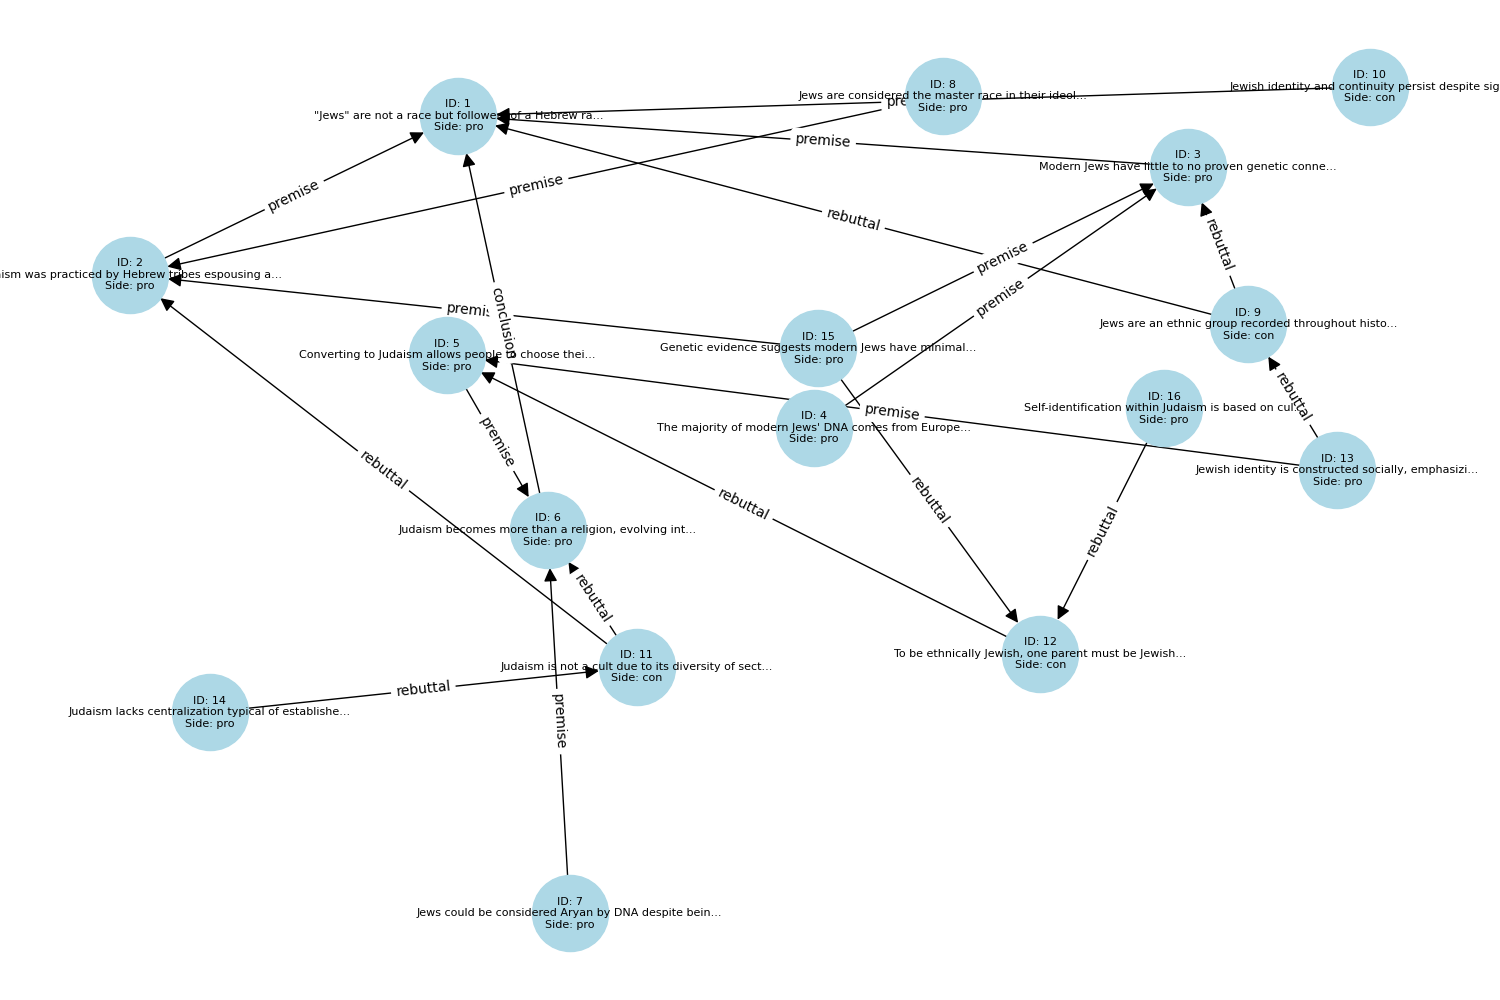 ID: 10
Jewish identity and continuity persist despite sig
Side: con
ID: 8
Jews are considered the master race in their ideol...
Side: pro
ID: 1
"Jews" are not a race but followers of a Hebrew ra...
Side: pro
premise
ID: 3
Modern Jews have little to no proven genetic conne...
Side: pro
premise
premise
rebuttal
rebuttal
premise
ID: 2
ism was practiced by Hebrew tribes espousing a...
Side: pro
premise
conclusion
ID: 9
Jews are an ethnic group recorded throughout histo...
Side: con
ID: 5
Converting to Judaism allows people to choose thei...
Side: pro
ID: 15
Genetic evidence suggests modern Jews have minimal...
Side: pro
rebuttal
ID: 16
Self-identification within Judaism is based on cul...
Side: pro
premise
ID: 4
The majority of modern Jews' DNA comes from Europe...
Side: pro
premise
ID: 13
Jewish identity is constructed socially, emphasizi...
Side: pro
rebuttal
rebuttal
rebuttal
rebuttal
ID: 6
Judaism becomes more than a religion, evolving int...
Side: pro
rebuttal
ID: 12
To be ethnically Jewish, one parent must be Jewish...
Side: con
ID: 11
Judaism is not a cult due to its diversity of sect...
Side: con
rebuttal
ID: 14
Judaism lacks centralization typical of establishe...
Side: pro
premise
ID: 7
Jews could be considered Aryan by DNA despite bein...
Side: pro